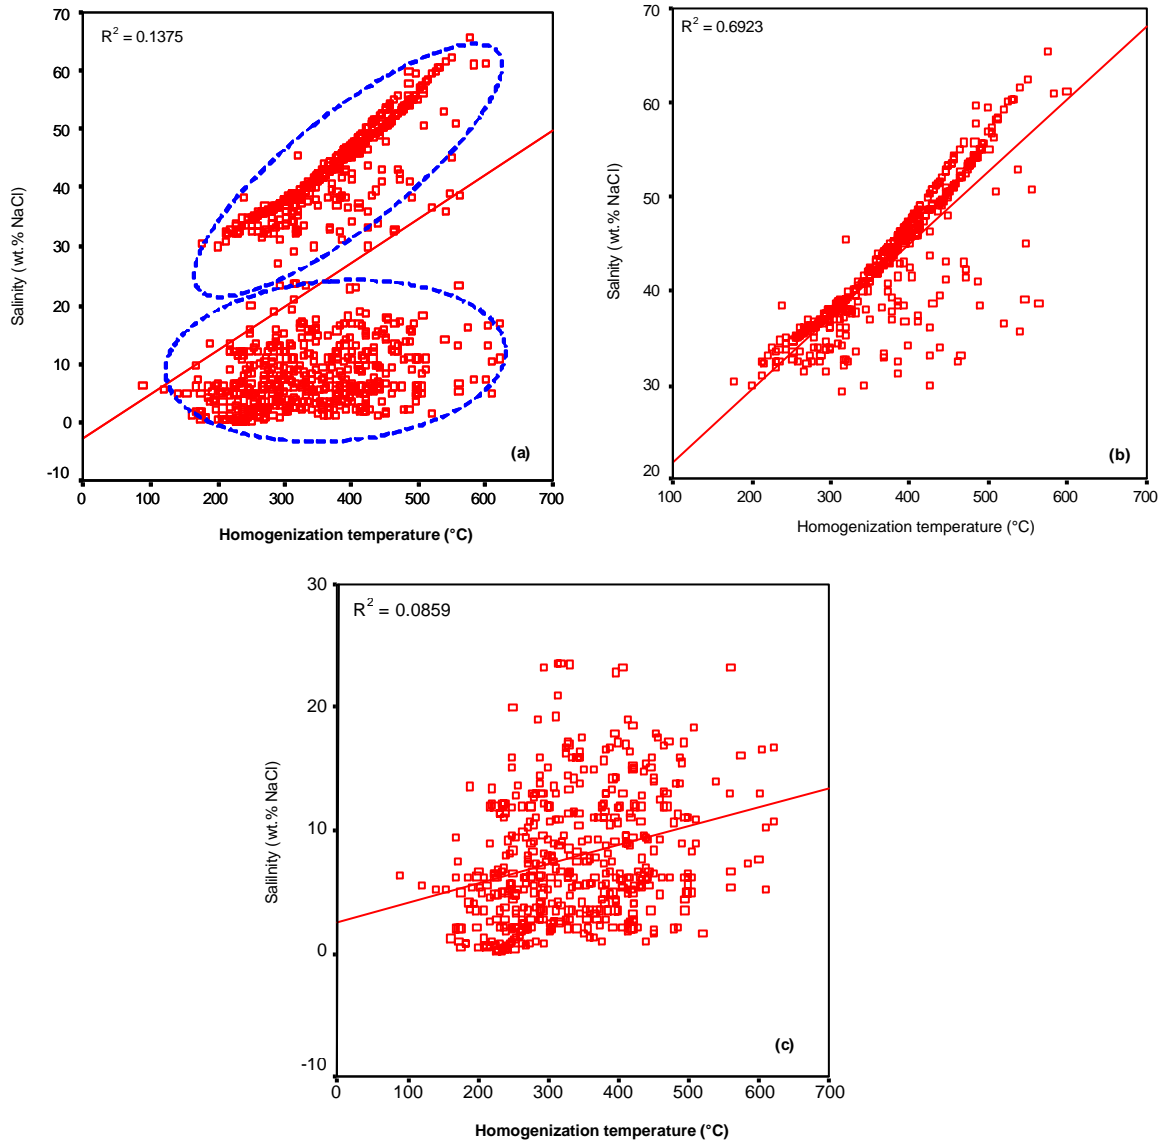 70
R² = 0.1375
60
50
40
30
20
10
0
-10
Salinity (wt.% NaCl)
(a)
0 100 200 300 400 500 600 700
Homogenization temperature (°C)
70
R² = 0.6923
60
50
40
30
20
Salinity (wt.% NaCl)
(b)
100 200 300 400 500 600 700
Homogenization temperature (°C)
30
R² = 0.0859
20
10
0
-10
Salilnity (wt.% NaCl)
(c)
0 100 200 300 400 500 600 700
Homogenization temperature (°C)